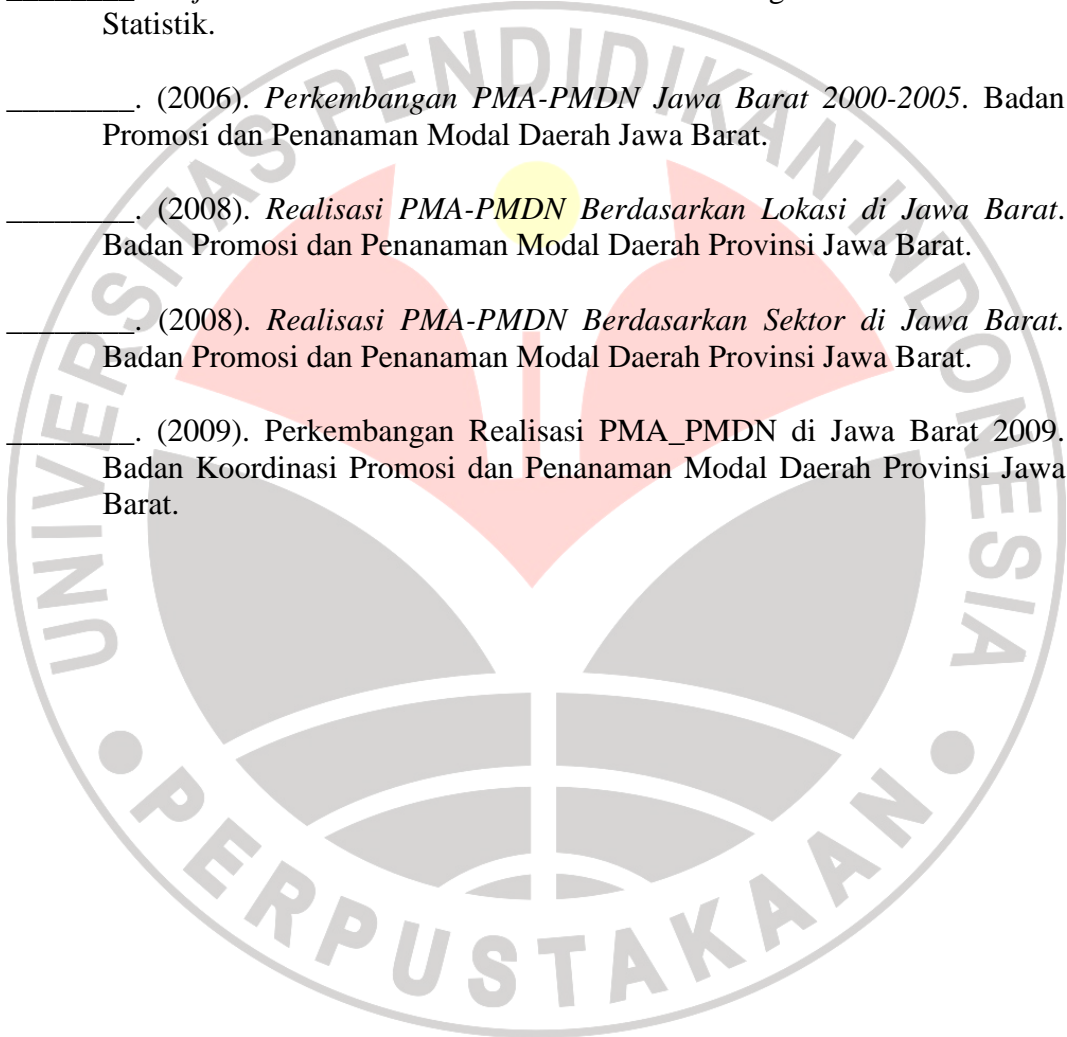 Statistik.
________. (2006). Perkembangan PMA-PMDN Jawa Barat 2000-2005. Badan
Promosi dan Penanaman Modal Daerah Jawa Barat.
________. (2008). Realisasi PMA-PMDN Berdasarkan Lokasi di Jawa Barat.
Badan Promosi dan Penanaman Modal Daerah Provinsi Jawa Barat.
________. (2008). Realisasi PMA-PMDN Berdasarkan Sektor di Jawa Barat.
Badan Promosi dan Penanaman Modal Daerah Provinsi Jawa Barat.
________. (2009). Perkembangan Realisasi PMA_PMDN di Jawa Barat 2009.
Badan Koordinasi Promosi dan Penanaman Modal Daerah Provinsi Jawa
Barat.
UNIVERSITAS PENDIDIKAN INDONESIA
PERPUSTAKAAN